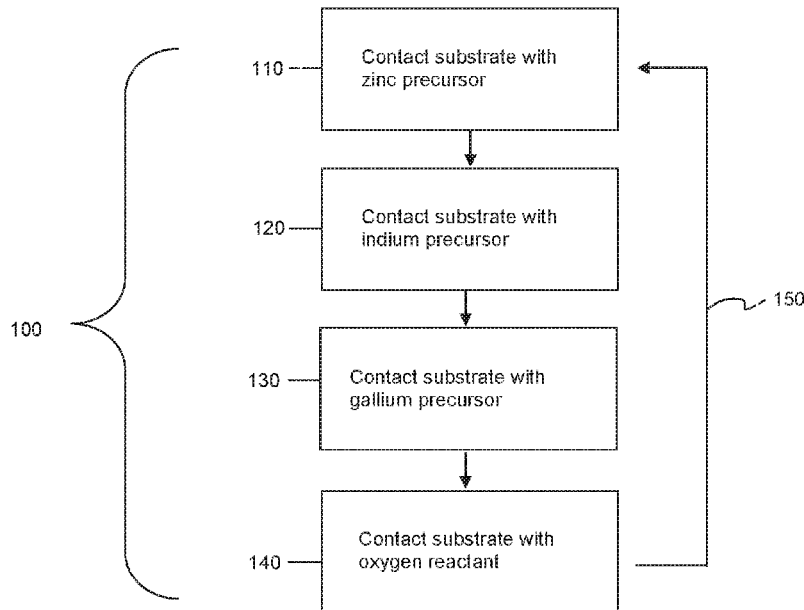 110
Contact substrate with
zinc precursor
120
Contact substrate with
indium precursor
100
150
130
Contact substrate with
gallium precursor
140
Contact substrate with
oxygen reactant